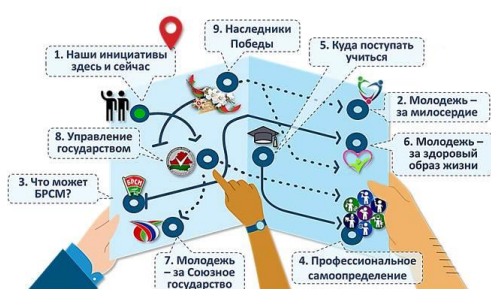 1. Наши инициативы
здесь и сейчас
9. Наследники
Победы
5. Куда поступать
учиться
2. Молодежь –
за милосердие
8. Управление
государством
6. Молодежь –
за здоровый
образ жизни
3. Что может
БРСМ?
БРСМ
7. Молодежь
– за Союзное
государство
4. Профессиональное
самоопределение